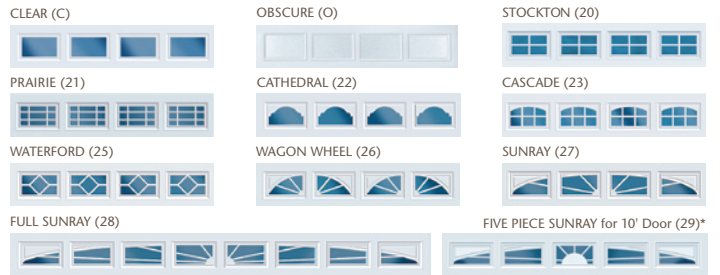 CLEAR (C)
OBSCURE (O)
STOCKTON (20)
PRAIRIE (21)
CATHEDRAL (22)
CASCADE (23)
WATERFORD (25)
WAGON WHEEL (26)
SUNRAY (27)
FULL SUNRAY (28)
FIVE PIECE SUNRAY for 10' Door (29)*